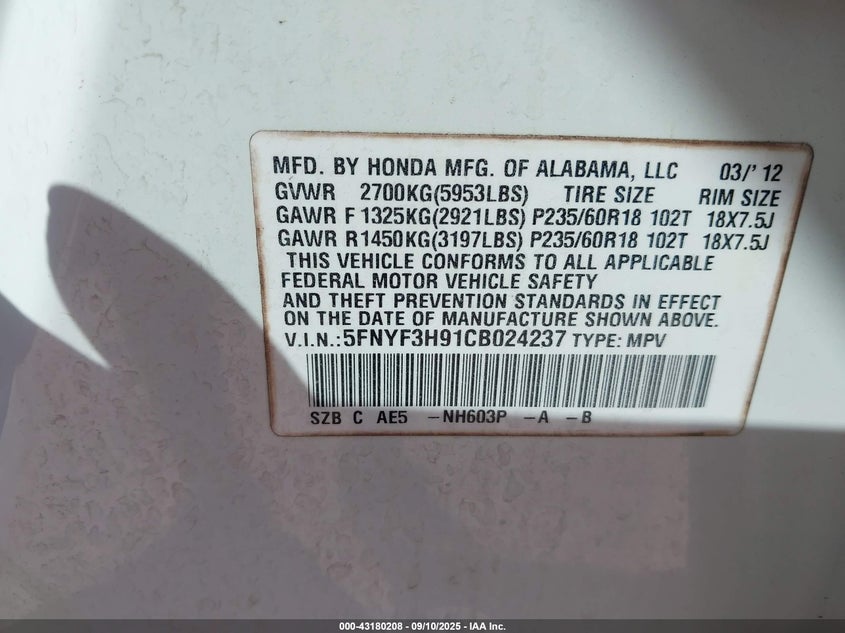 MFD. BY HONDA MFG. OF ALABAMA, LLC 03/' 12
GVWR 2700KG(5953LBS) TIRE SIZE RIM SIZE
GAWR F 1325KG(2921LBS) P235/60R18 102T 18X7.5J
GAWR R1450KG(3197LBS) P235/60R18 102T 18X7.5J
THIS VEHICLE CONFORMS TO ALL APPLICABLE
FEDERAL MOTOR VEHICLE SAFETY
AND THEFT PREVENTION STANDARDS IN EFFECT
ON THE DATE OF MANUFACTURE SHOWN ABOVE.
V.I.N.:5FNYF3H91CB024237 TYPE: MPV
SZB C AE5 -NH603P -A -B
000-43180208 - 09/10/2025 - IAA Inc.